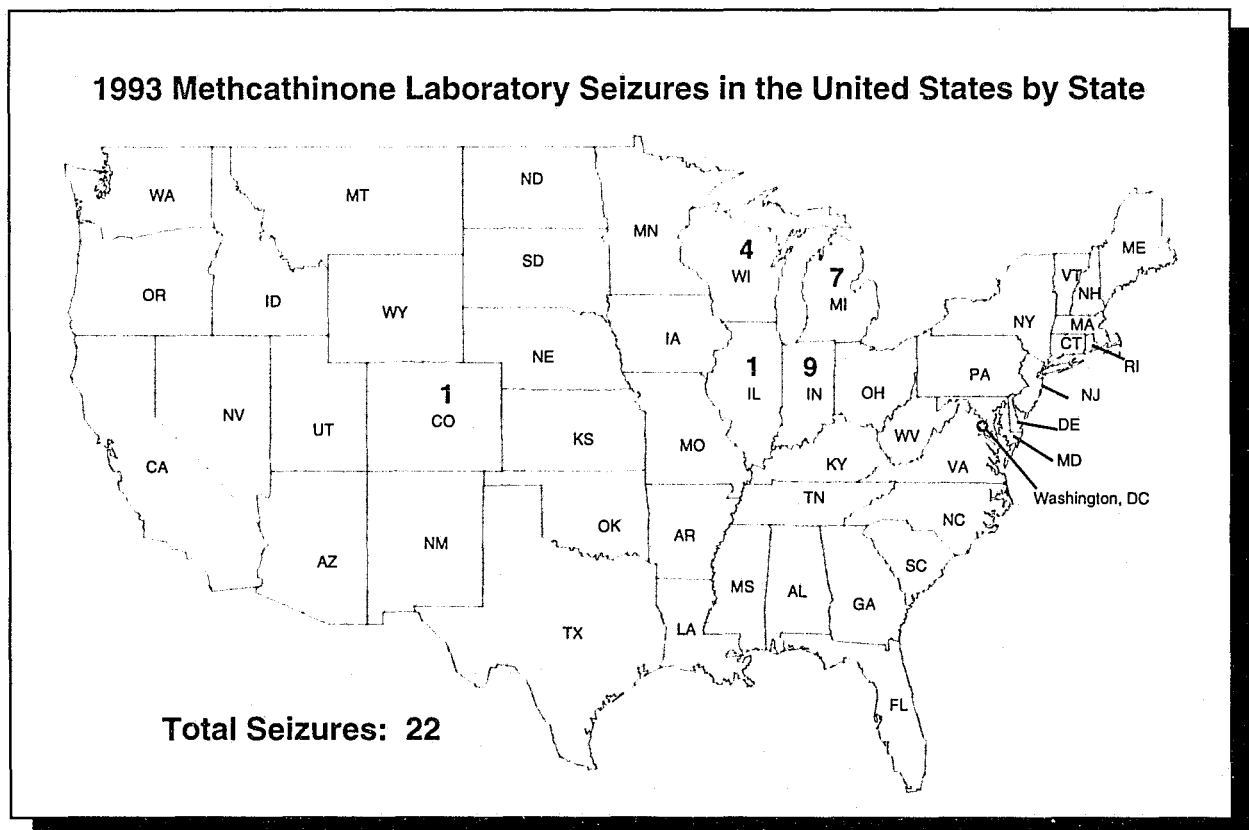 1993 Methcathinone Laboratory Seizures in the United States by State
WA
MT
ND
MN
ME
OR
ID
WY
SD
4
WI
7
MI
VT
NH
NY
MA
CT
RI
IA
NE
NV
UT
1
CO
1
IL
9
IN
OH
PA
NJ
CA
KS
MO
WV
DE
MD
KY
VA
Washington, DC
TN
NC
AZ
NM
OK
AR
SC
MS
AL
GA
TX
LA
FL
Total Seizures: 22